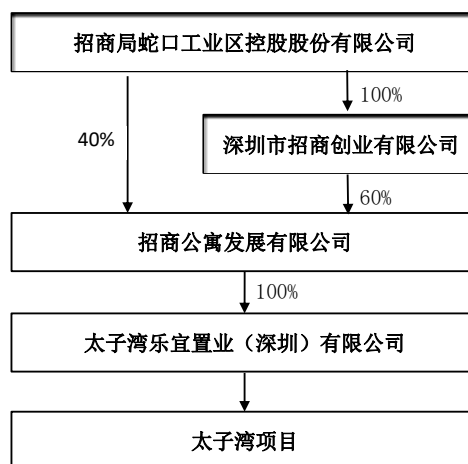 招商局蛇口工业区控股股份有限公司
100%
40%
深圳市招商创业有限公司
60%
招商公寓发展有限公司
100%
太子湾乐宜置业（深圳）有限公司
太子湾项目